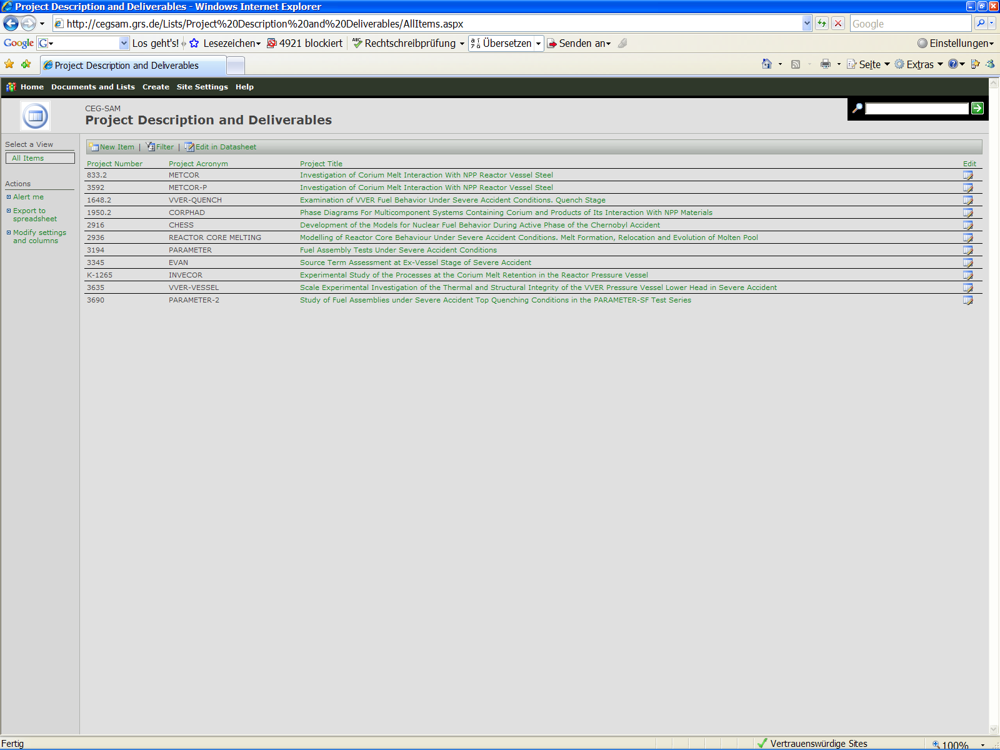 Project Description and Deliverables - Windows Internet Explorer
http://cegsam.grs.de/Lists/Project%20Description%20and%20Deliverables/AllItems.aspx
Google
Google G Los geht's! Lesezeichen 4921 blockiert ABC Rechtschreibprüfung Übersetzen Senden an Einstellungen
Project Description and Deliverables
Seite Extras
Home Documents and Lists Create Site Settings Help
CEG-SAM
Project Description and Deliverables
Select a View
All Items
Actions
Alert me
Export to
spreadsheet
Modify settings
and columns
New Item | Filter | Edit in Datasheet
Project Number Project Acronym Project Title Edit
833.2 METCOR Investigation of Corium Melt Interaction With NPP Reactor Vessel Steel
3592 METCOR-P Investigation of Corium Melt Interaction With NPP Reactor Vessel Steel
1648.2 VVER-QUENCH Examination of VVER Fuel Behavior Under Severe Accident Conditions. Quench Stage
1950.2 CORPHAD Phase Diagrams For Multicomponent Systems Containing Corium and Products of Its Interaction With NPP Materials
2916 CHESS Development of the Models for Nuclear Fuel Behavior During Active Phase of the Chernobyl Accident
2936 REACTOR CORE MELTING Modelling of Reactor Core Behaviour Under Severe Accident Conditions. Melt Formation, Relocation and Evolution of Molten Pool
3194 PARAMETER Fuel Assembly Tests Under Severe Accident Conditions
3345 EVAN Source Term Assessment at Ex-Vessel Stage of Severe Accident
K-1265 INVECOR Experimental Study of the Processes at the Corium Melt Retention in the Reactor Pressure Vessel
3635 VVER-VESSEL Scale Experimental Investigation of the Thermal and Structural Integrity of the VVER Pressure Vessel Lower Head in Severe Accident
3690 PARAMETER-2 Study of Fuel Assemblies under Severe Accident Top Quenching Conditions in the PARAMETER-SF Test Series
Fertig Vertrauenswürdige Sites 100%